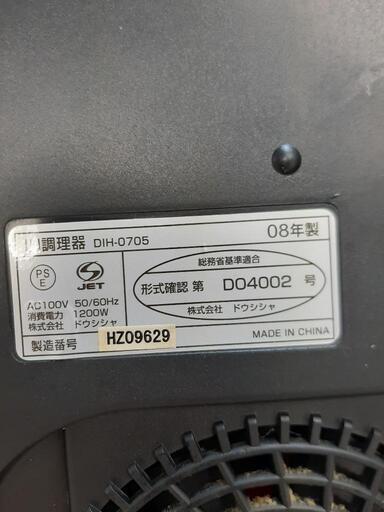 IH調理器 DIH-0705 08年製
PS
E
JET
総務省基準適合
形式確認 第 D04002 号
AC100V 50/60Hz
消費電力 1200W
株式会社 ドウシシャ
株式会社 ドウシシャ
製造番号 HZ09629
MADE IN CHINA